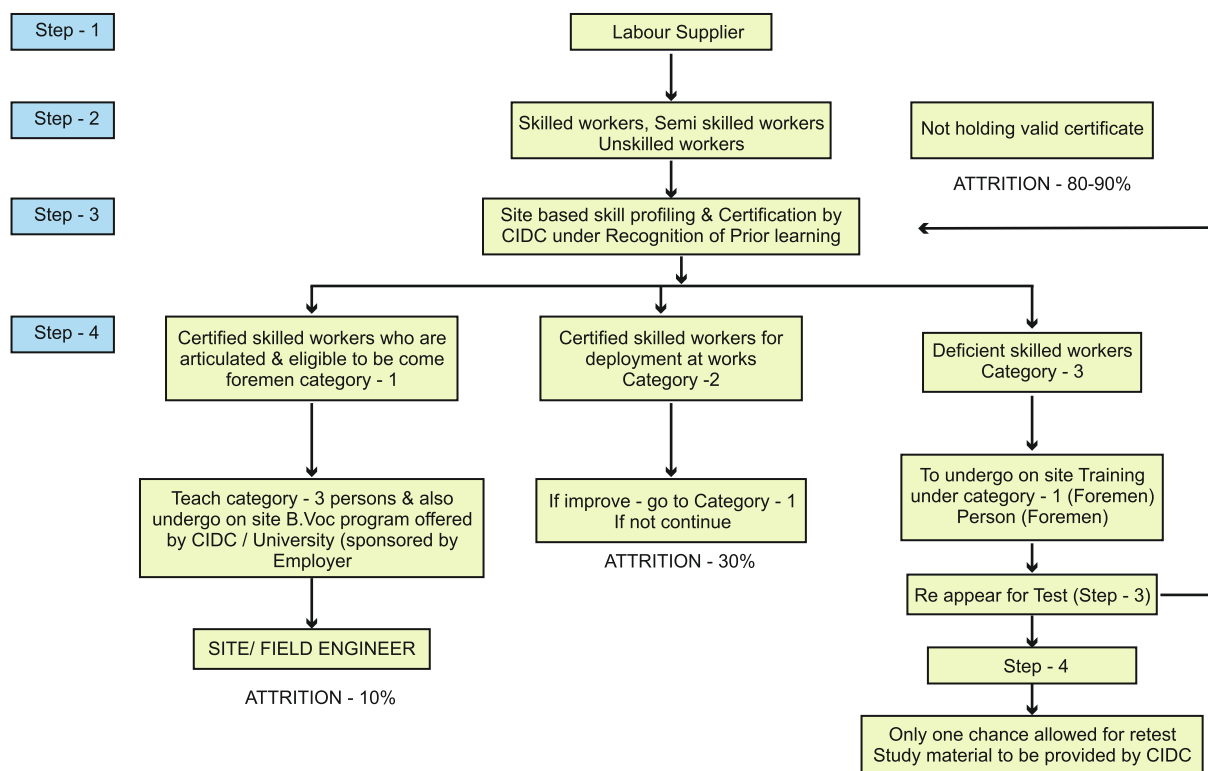 Step - 1
Labour Supplier
Step - 2
Skilled workers, Semi skilled workers
Unskilled workers
Not holding valid certificate
ATTRITION - 80-90%
Step - 3
Site based skill profiling & Certification by
CIDC under Recognition of Prior learning
Step - 4
Certified skilled workers who are
articulated & eligible to be come
foremen category - 1
Certified skilled workers for
deployment at works
Category -2
Deficient skilled workers
Category - 3
Teach category - 3 persons & also
undergo on site B.Voc program offered
by CIDC / University (sponsored by
Employer
If improve - go to Category - 1
If not continue
ATTRITION - 30%
To undergo on site Training
under category - 1 (Foremen)
Person (Foremen)
Re appear for Test (Step - 3)
SITE/ FIELD ENGINEER
ATTRITION - 10%
Step - 4
Only one chance allowed for retest
Study material to be provided by CIDC